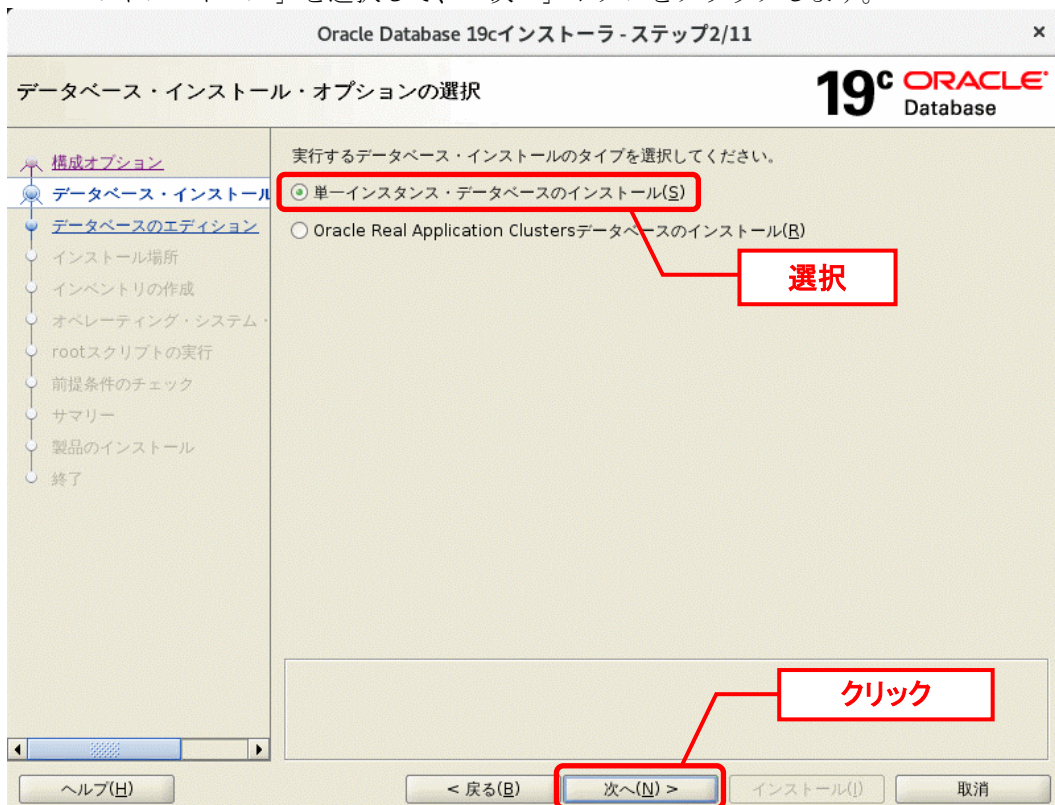 Oracle Database 19cインストーラ - ステップ2/11
×
データベース・インストール・オプションの選択
19c ORACLE
Database
構成オプション
データベース・インストール
データベースのエディション
インストール場所
インベントリの作成
オペレーティング・システム・
rootスクリプトの実行
前提条件のチェック
サマリー
製品のインストール
終了
実行するデータベース・インストールのタイプを選択してください。
単一インスタンス・データベースのインストール(S)
Oracle Real Application Clustersデータベースのインストール(R)
選択
クリック
ヘルプ(H)
< 戻る(B)
次へ(N) >
インストール(I)
取消